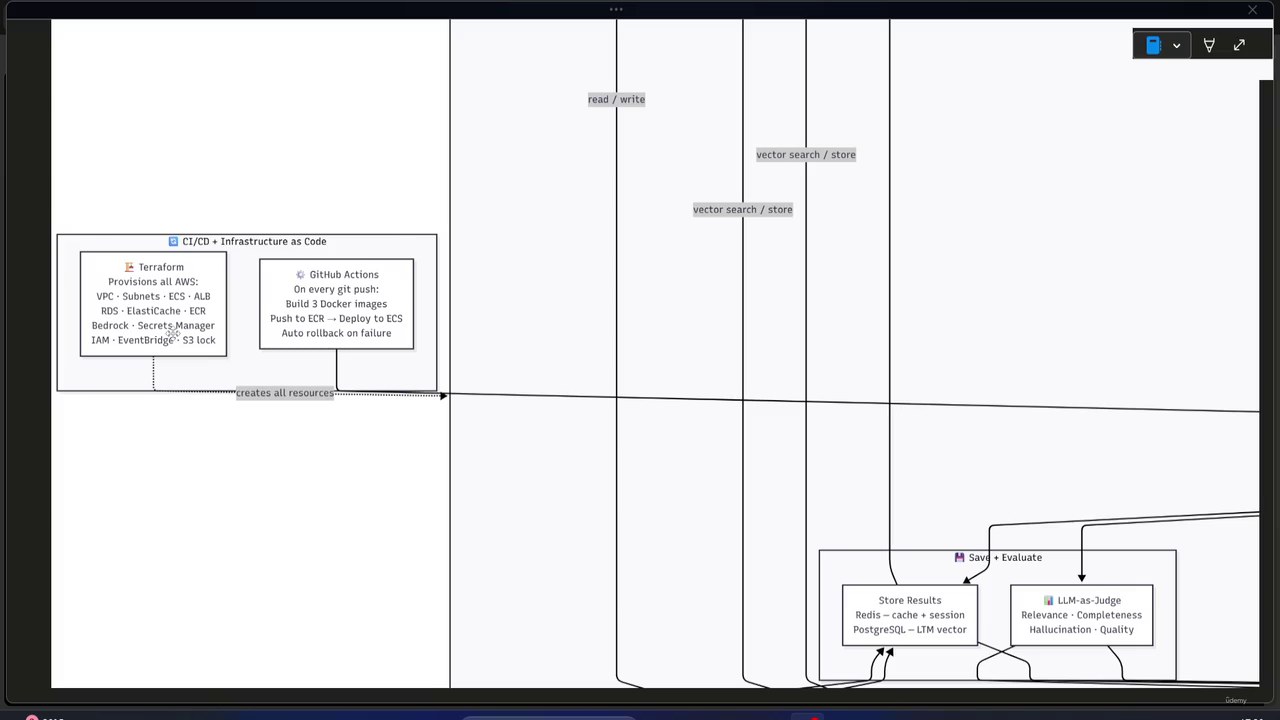 read / write
vector search / store
vector search / store
CI/CD + Infrastructure as Code
Terraform
Provisions all AWS:
VPC · Subnets · ECS · ALB
RDS · ElastiCache · ECR
Bedrock · Secrets Manager
IAM · EventBridge · S3 lock
GitHub Actions
On every git push:
Build 3 Docker images
Push to ECR → Deploy to ECS
Auto rollback on failure
creates all resources
Save + Evaluate
Store Results
Redis — cache + session
PostgreSQL — LTM vector
LLM-as-Judge
Relevance · Completeness
Hallucination · Quality
udemy